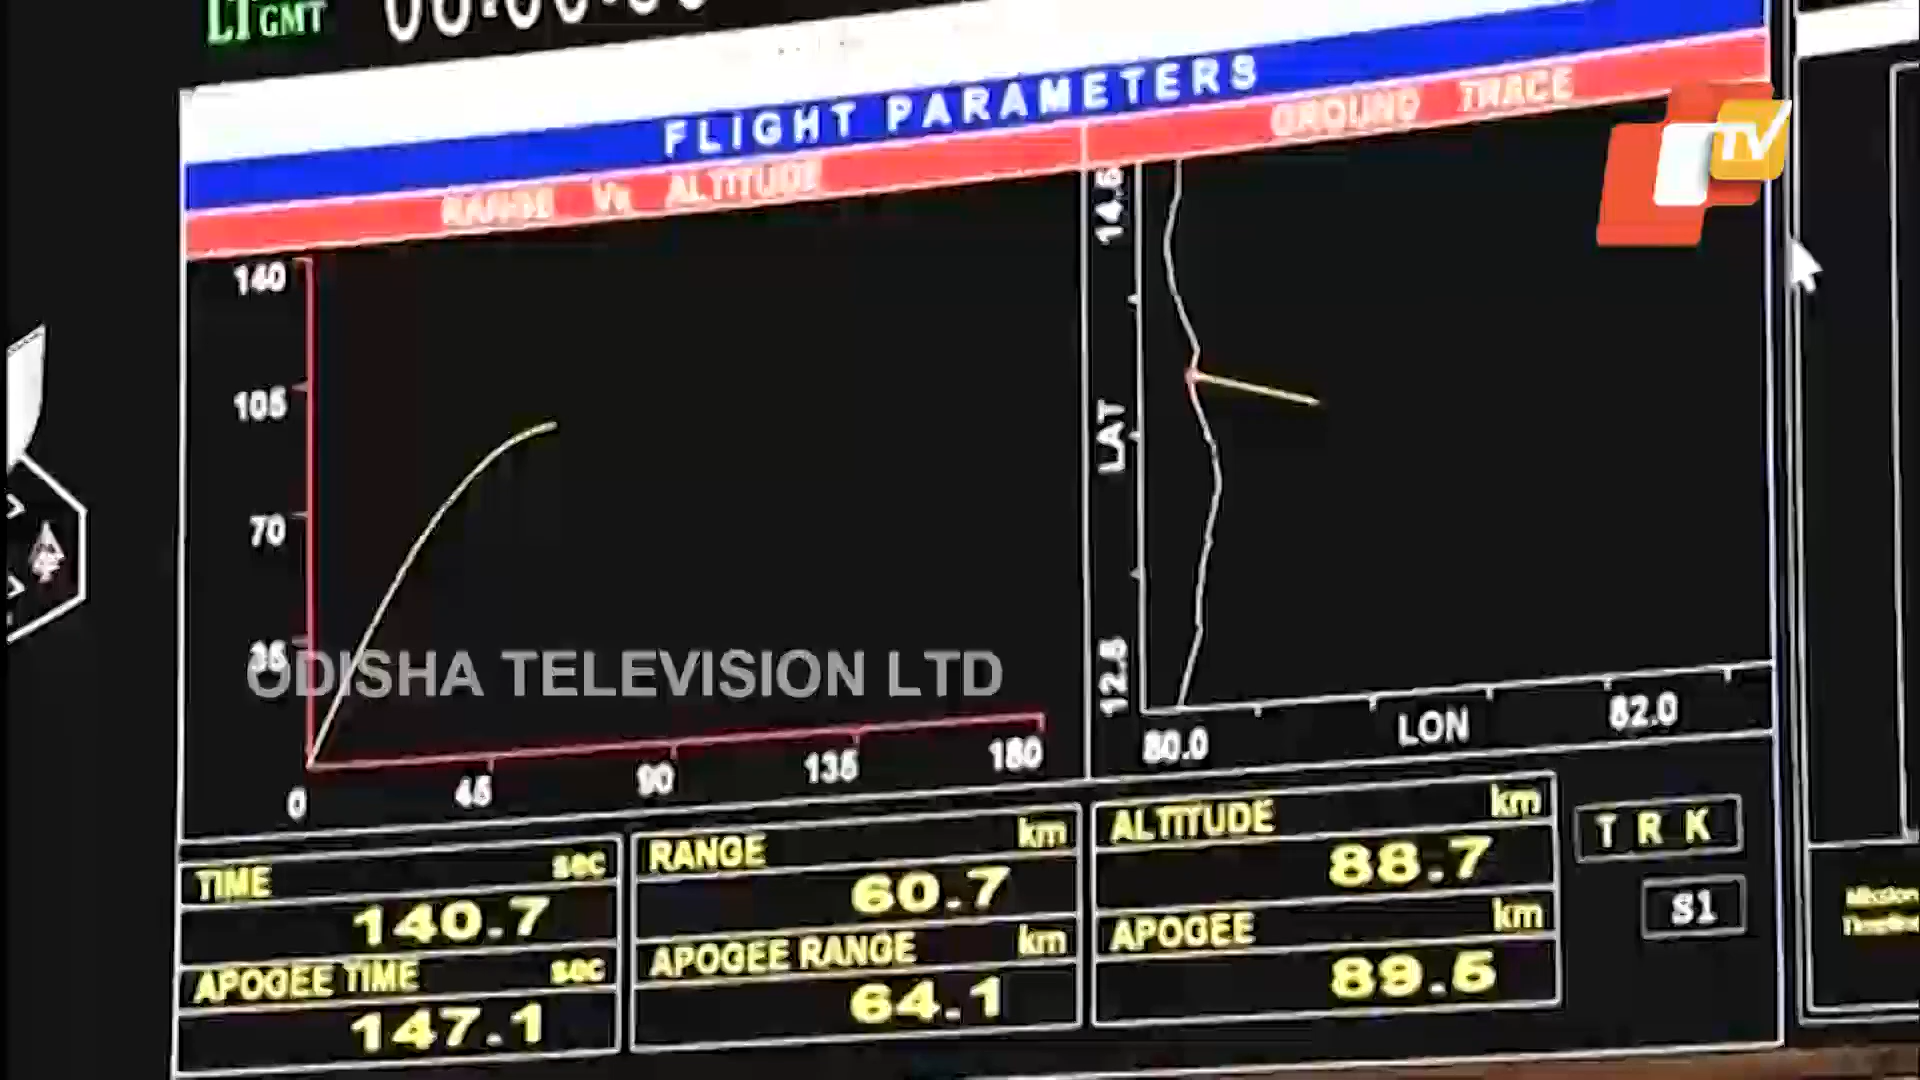 LT GMT
FLIGHT PARAMETERS
RANGE Vs ALTITUDE
GROUND TRACE
TV
140
105
70
35
0
45
90
135
180
14.6
LAT
12.8
80.0
LON
82.0
ODISHA TELEVISION LTD
TIME sec
140.7
APOGEE TIME sec
147.1
RANGE km
60.7
APOGEE RANGE km
64.1
ALTITUDE km
88.7
APOGEE km
89.5
TRK
S1
Mission